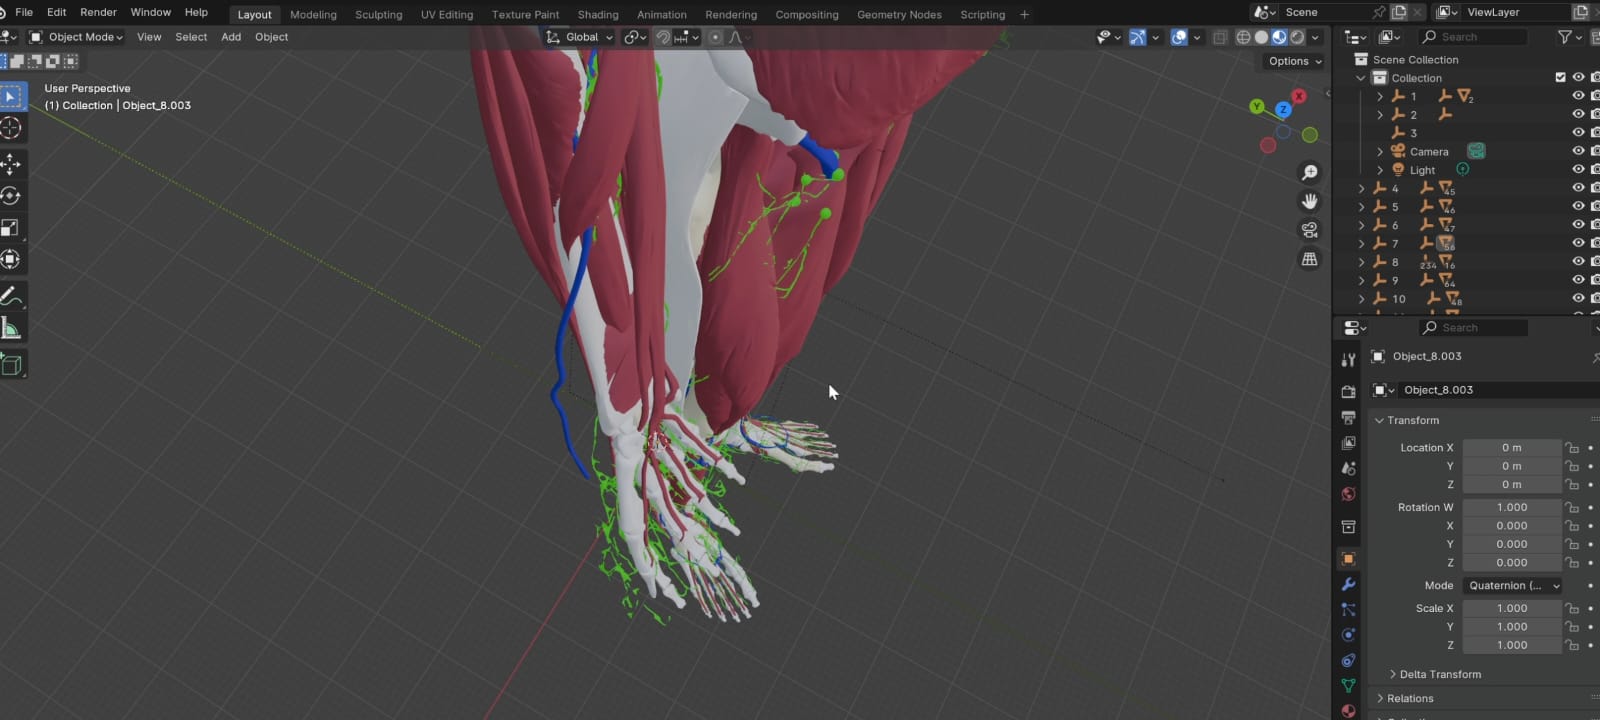 File Edit Render Window Help
Layout Modeling Sculpting UV Editing Texture Paint Shading Animation Rendering Compositing Geometry Nodes Scripting +
Scene ViewLayer
Object Mode View Select Add Object
Global
Search
Options
User Perspective
(1) Collection | Object_8.003
X
Y
Z
Scene Collection
Collection
1 2
2
3
Camera
Light
4 45
5 46
6 47
7 56
8 234 16
9 64
10 48
Search
Object_8.003
Object_8.003
Transform
Location X 0 m
Y 0 m
Z 0 m
Rotation W 1.000
X 0.000
Y 0.000
Z 0.000
Mode Quaternion (...
Scale X 1.000
Y 1.000
Z 1.000
Delta Transform
Relations